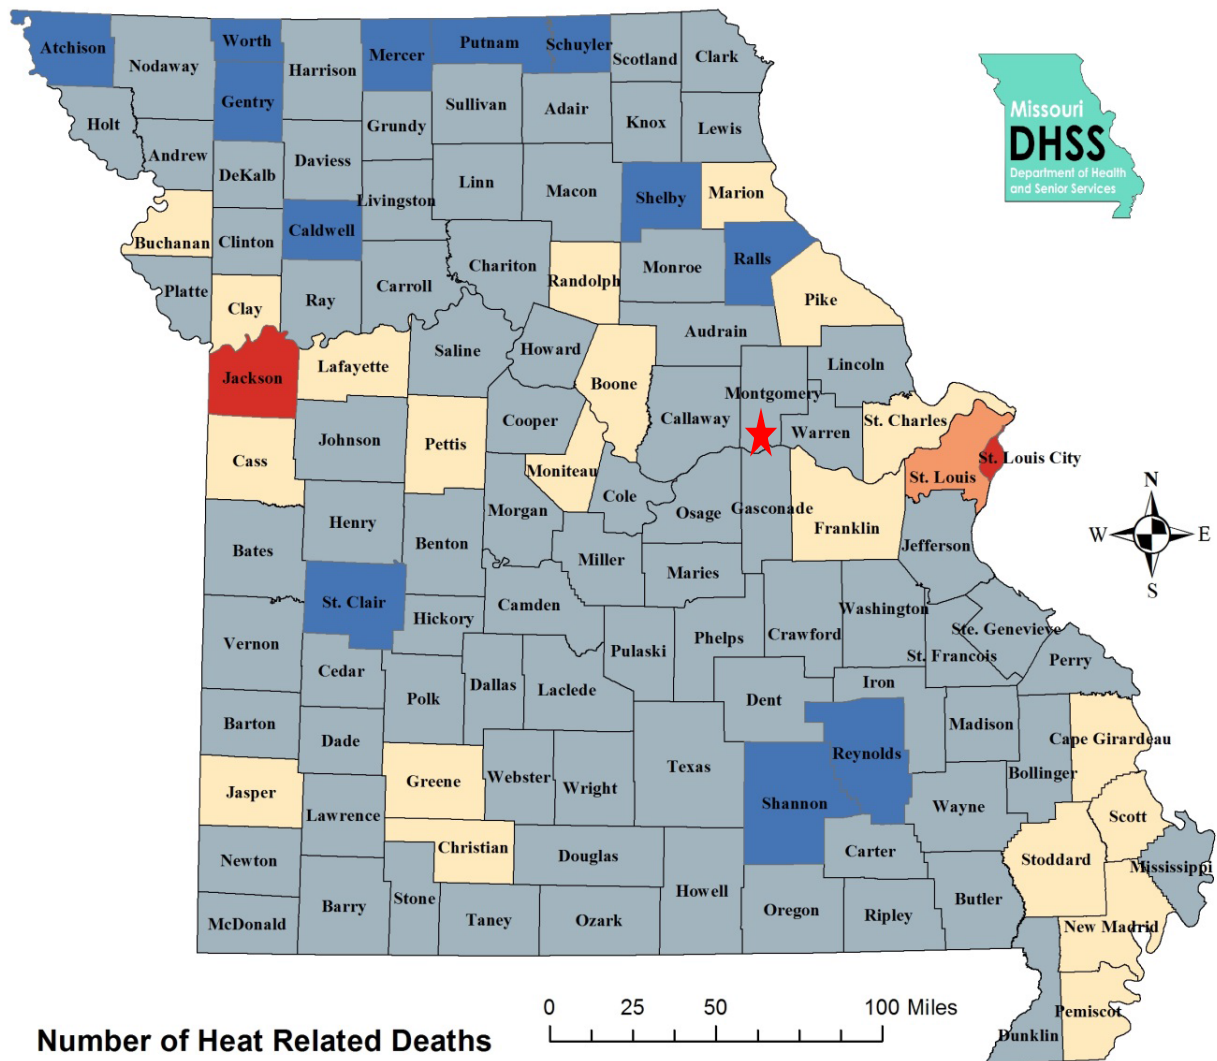 Atchison
Nodaway
Worth
Harrison
Mercer
Putnam
Schuyler
Scotland
Clark
Gentry
Sullivan
Adair
Holt
Grundy
Knox
Lewis
Andrew
Daviess
DeKalb
Linn
Macon
Livingston
Shelby
Marion
Buchanan
Clinton
Caldwell
Chariton
Monroe
Ralls
Platte
Ray
Carroll
Randolph
Pike
Clay
Saline
Howard
Audrain
Jackson
Lafayette
Boone
Lincoln
Montgomery
Cooper
Callaway
Warren
St. Charles
Johnson
Pettis
Cass
Moniteau
St. Louis
St. Louis City
Cole
Morgan
Osage
Gasconade
Franklin
Henry
Bates
Benton
Miller
Jefferson
Maries
St. Clair
Camden
Washington
Hickory
Vernon
Pulaski
Phelps
Crawford
Ste. Genevieve
St. Francois
Perry
Cedar
Polk
Dallas
Laclede
Dent
Iron
Barton
Dade
Madison
Cape Girardeau
Texas
Reynolds
Bollinger
Jasper
Greene
Webster
Wright
Shannon
Wayne
Lawrence
Scott
Christian
Newton
Douglas
Carter
Stoddard
Mississippi
Barry
Stone
Howell
Butler
McDonald
Taney
Ozark
Oregon
Ripley
New Madrid
Pemiscot
Dunklin
Missouri
DHSS
Department of Health
and Senior Services
N
W E
S
0 25 50 100 Miles
Number of Heat Related Deaths